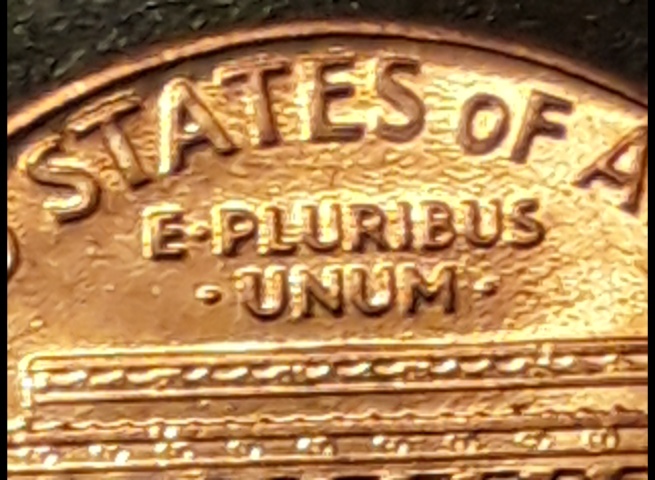 STATES OF A
E·PLURIBUS
·UNUM·